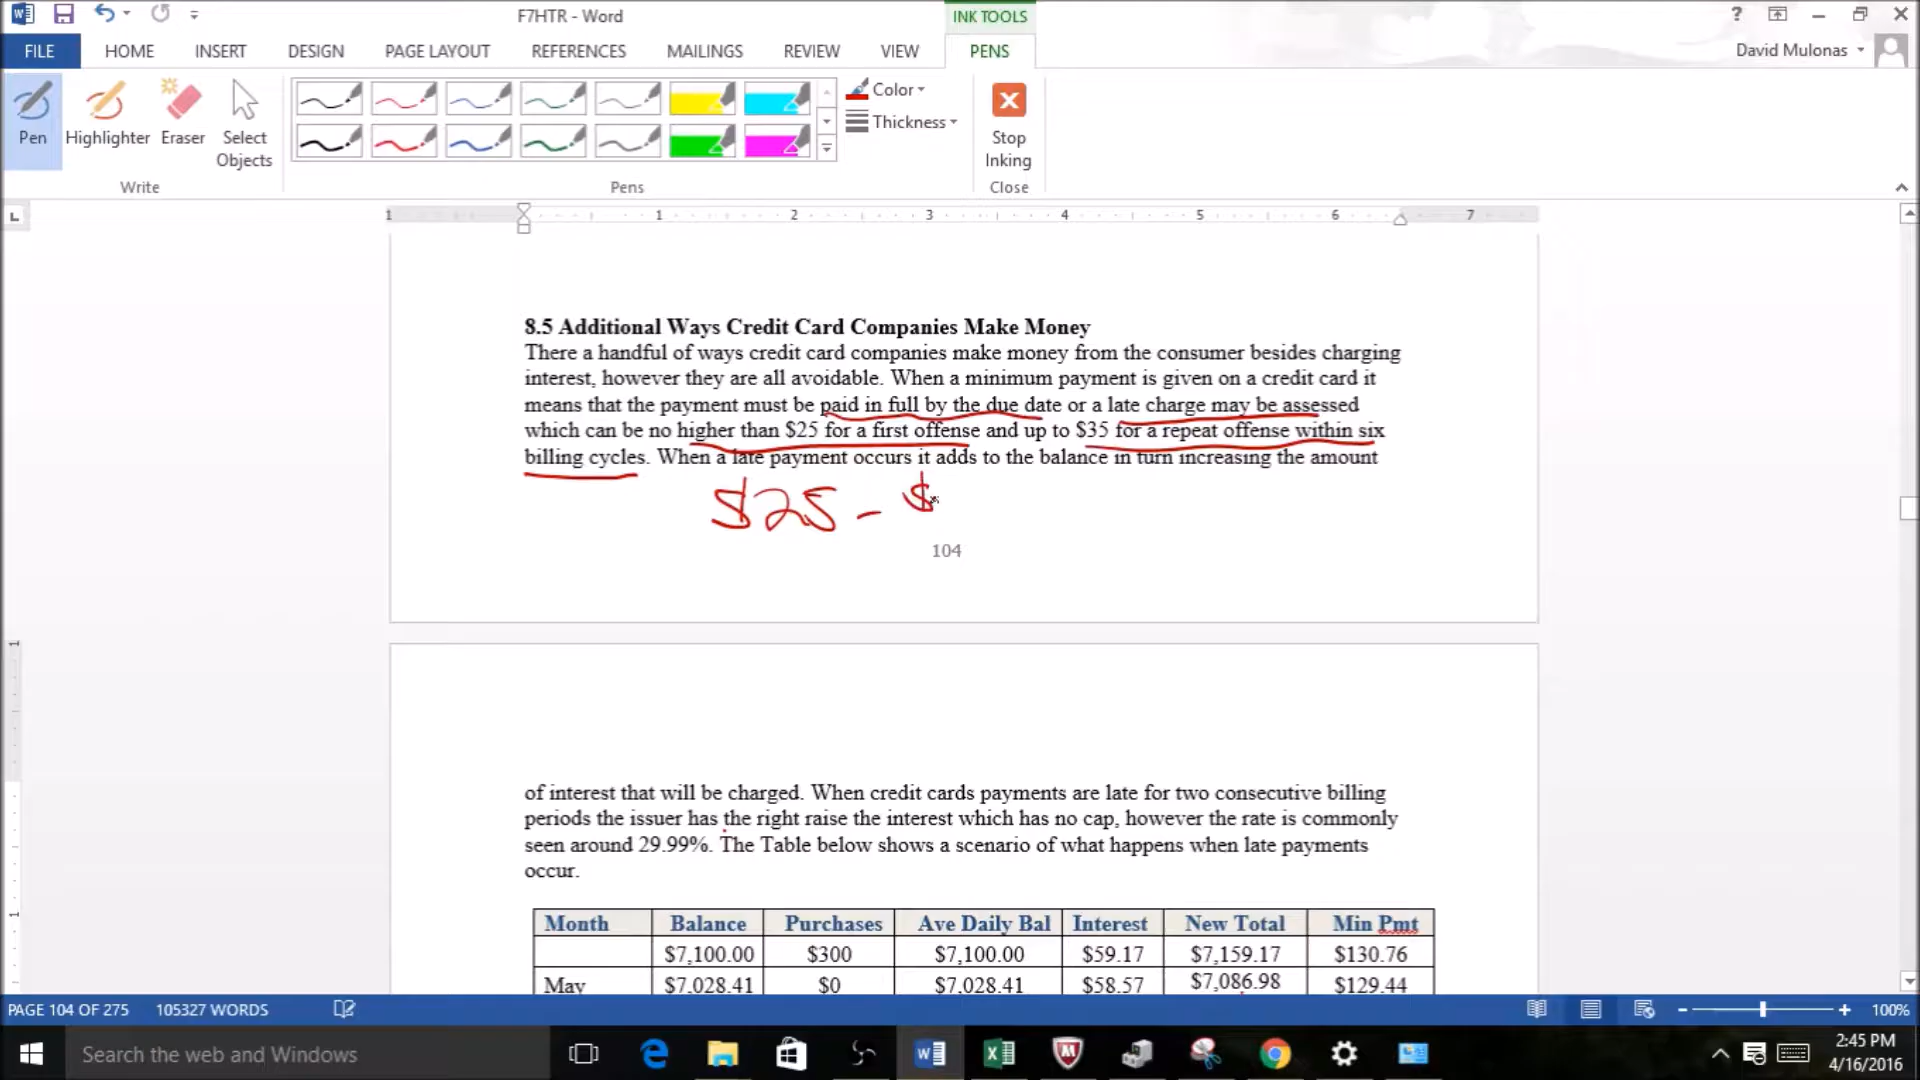 F7HTR - Word
INK TOOLS
?
FILE HOME INSERT DESIGN PAGE LAYOUT REFERENCES MAILINGS REVIEW VIEW PENS
David Mulonas
Pen Highlighter Eraser Select Objects
Color
Thickness
Stop Inking
Write Pens Close
1 1 2 3 4 5 6 7
8.5 Additional Ways Credit Card Companies Make Money
There a handful of ways credit card companies make money from the consumer besides charging
interest, however they are all avoidable. When a minimum payment is given on a credit card it
means that the payment must be paid in full by the due date or a late charge may be assessed
which can be no higher than $25 for a first offense and up to $35 for a repeat offense within six
billing cycles. When a late payment occurs it adds to the balance in turn increasing the amount
$25 - $
104
of interest that will be charged. When credit cards payments are late for two consecutive billing
periods the issuer has the right raise the interest which has no cap, however the rate is commonly
seen around 29.99%. The Table below shows a scenario of what happens when late payments
occur.
Month Balance Purchases Ave Daily Bal Interest New Total Min Pmt
$7,100.00 $300 $7,100.00 $59.17 $7,159.17 $130.76
May $7,028.41 $0 $7,028.41 $58.57 $7,086.98 $129.44
PAGE 104 OF 275 105327 WORDS 100%
Search the web and Windows
2:45 PM
4/16/2016